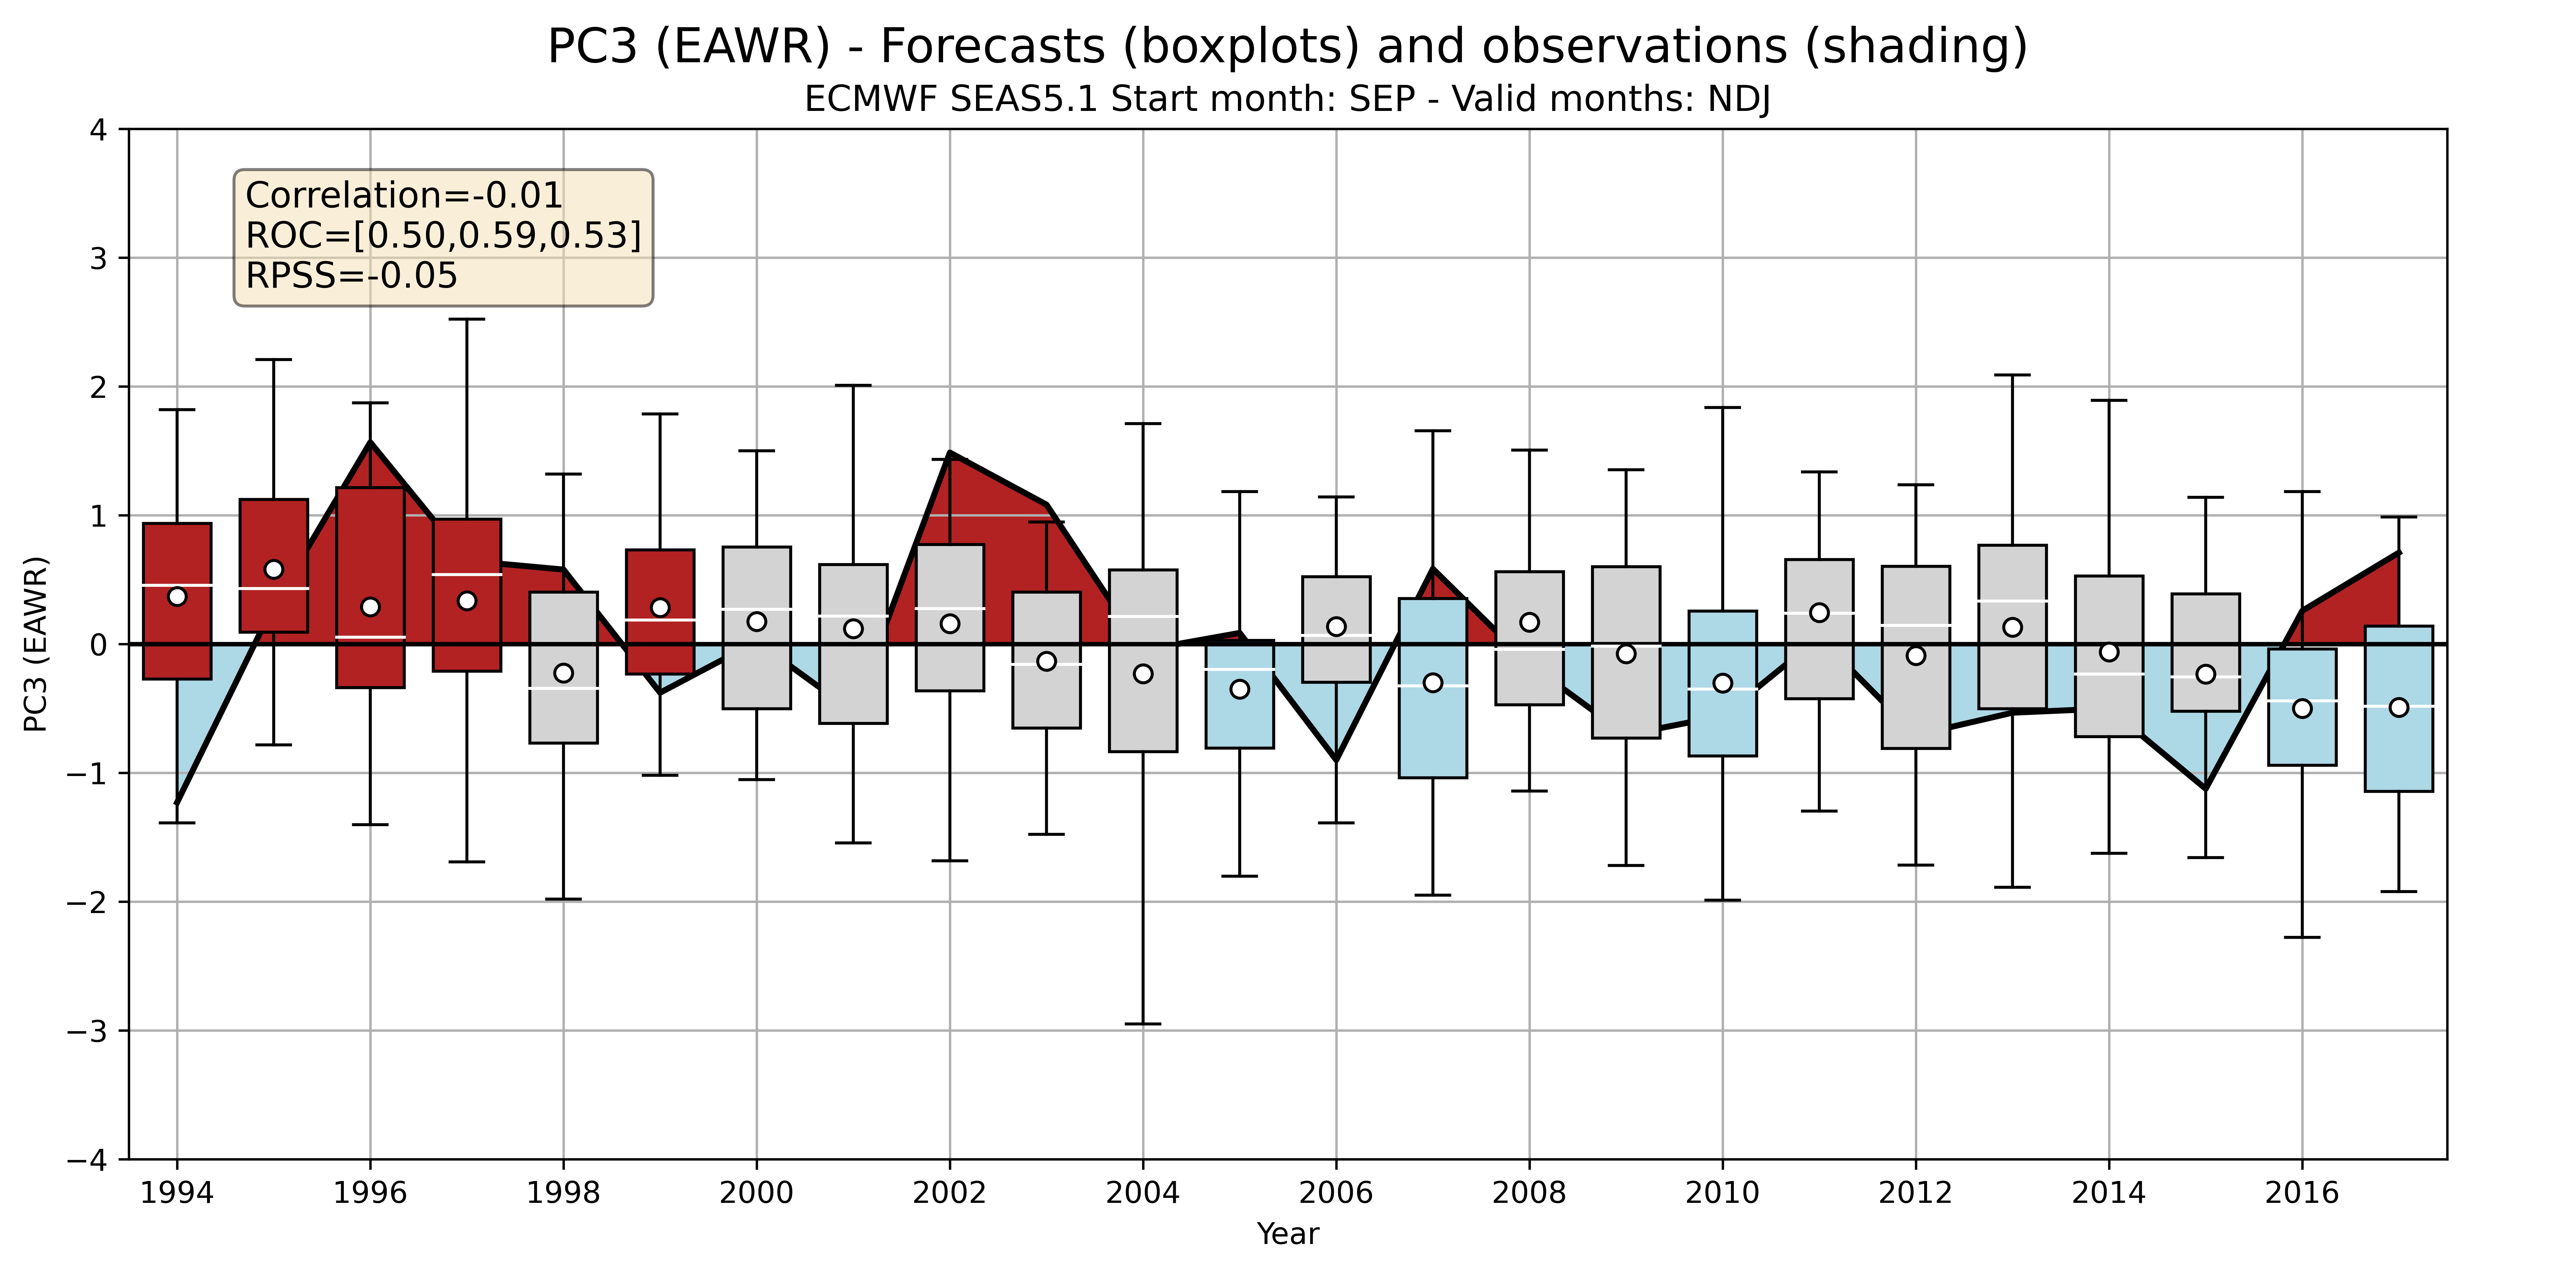 PC3 (EAWR) - Forecasts (boxplots) and observations (shading)
ECMWF SEAS5.1 Start month: SEP - Valid months: NDJ
Correlation=-0.01
ROC=[0.50,0.59,0.53]
RPSS=-0.05
PC3 (EAWR)
4
3
2
1
0
−1
−2
−3
−4
1994 1996 1998 2000 2002 2004 2006 2008 2010 2012 2014 2016
Year